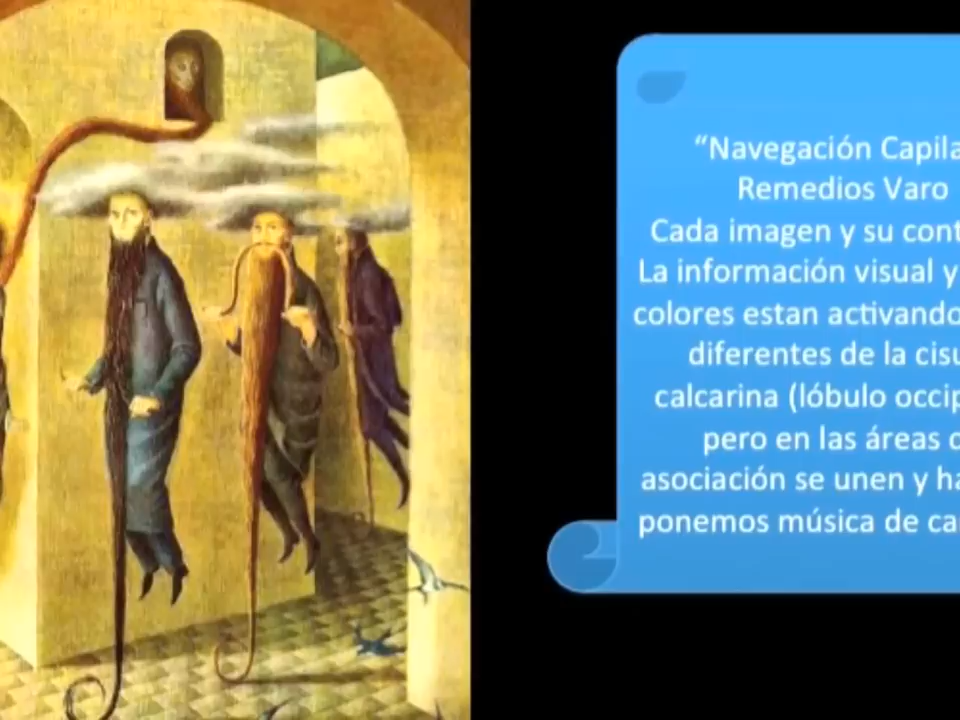 “Navegación Capila
Remedios Varo
Cada imagen y su cont
La información visual y
colores estan activando
diferentes de la cisu
calcarina (lóbulo occip
pero en las áreas
asociación se unen y ha
ponemos música de ca